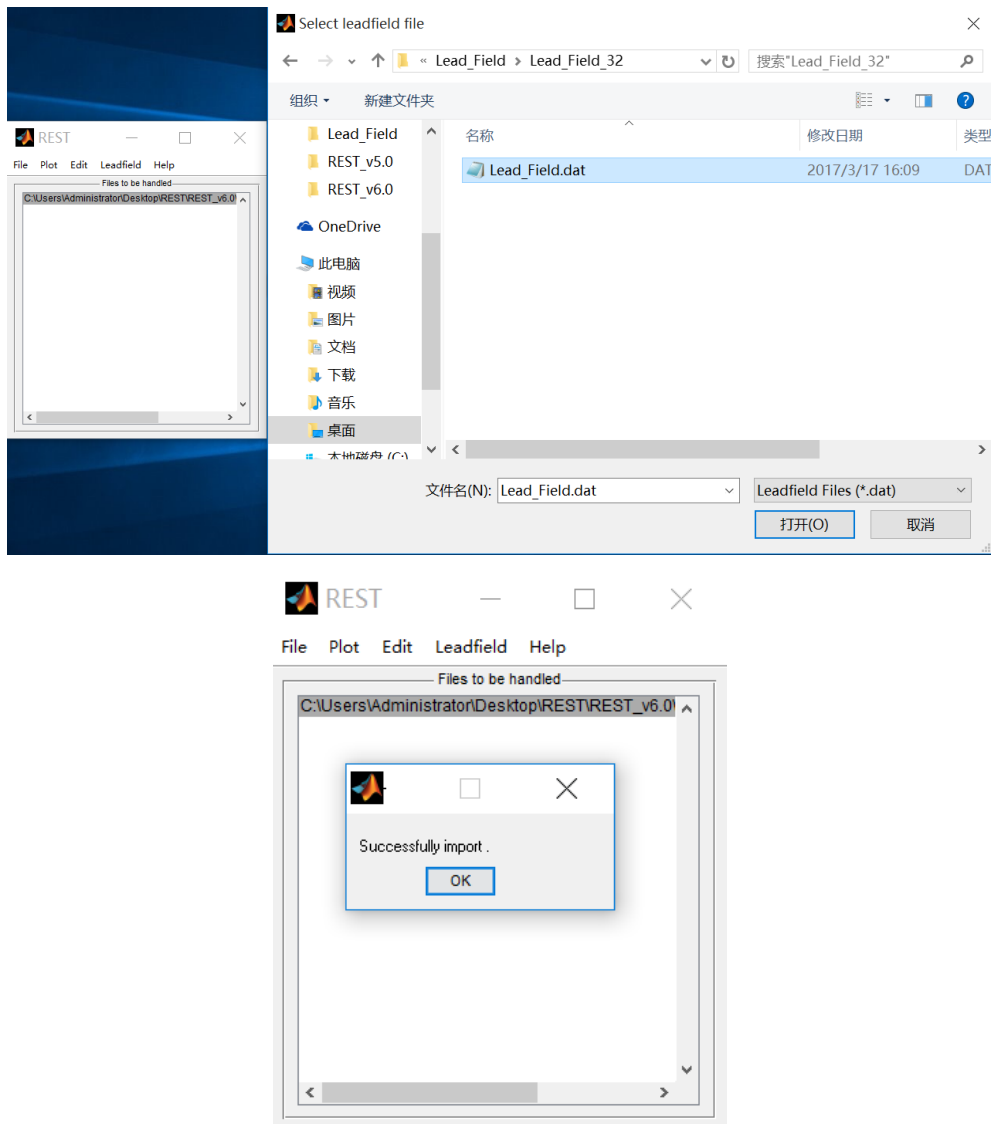 Select leadfield file
« Lead_Field > Lead_Field_32
搜索"Lead_Field_32"
组织
新建文件夹
REST
File Plot Edit Leadfield Help
Files to be handled
C:\Users\Administrator\Desktop\REST\REST_v6.0\
Lead_Field
REST_v5.0
REST_v6.0
OneDrive
此电脑
视频
图片
文档
下载
音乐
桌面
本地磁盘 (C:)
名称 修改日期 类型
Lead_Field.dat 2017/3/17 16:09 DAT
文件名(N): Lead_Field.dat
Leadfield Files (*.dat)
打开(O) 取消
REST
File Plot Edit Leadfield Help
Files to be handled
C:\Users\Administrator\Desktop\REST\REST_v6.0\
Successfully import .
OK